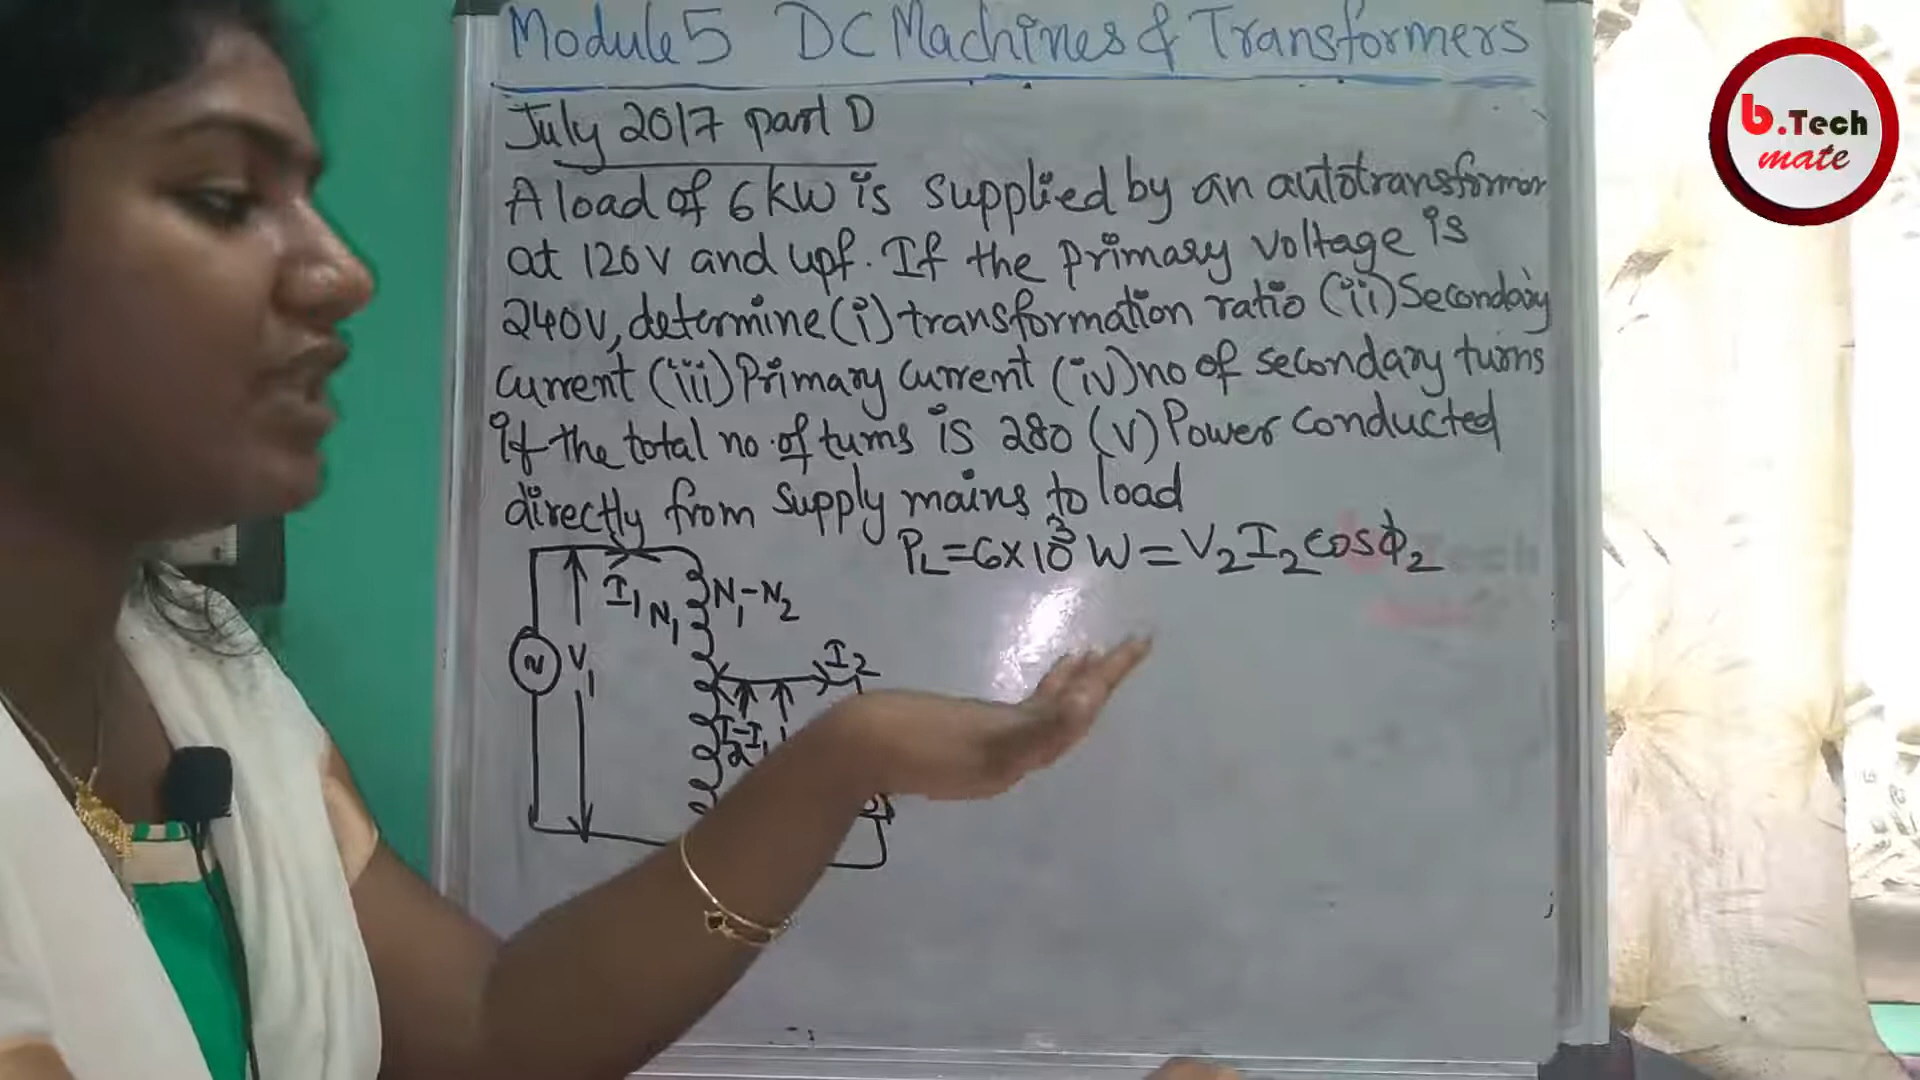 Module 5 DC Machines & Transformers
b.Tech
mate
July 2017 part D
A load of 6kW is supplied by an autotransformer
at 120V and upf. If the primary voltage is
240V, determine (i) transformation ratio (ii) Secondary
Current (iii) Primary current (iv) no of secondary turns
if the total no. of turns is 280 (V) Power conducted
directly from supply mains to load
PL = 6×10³ W = V₂I₂cosϕ₂
I₁
N₁
N₁-N₂
V₁
I₂
I₂-I₁